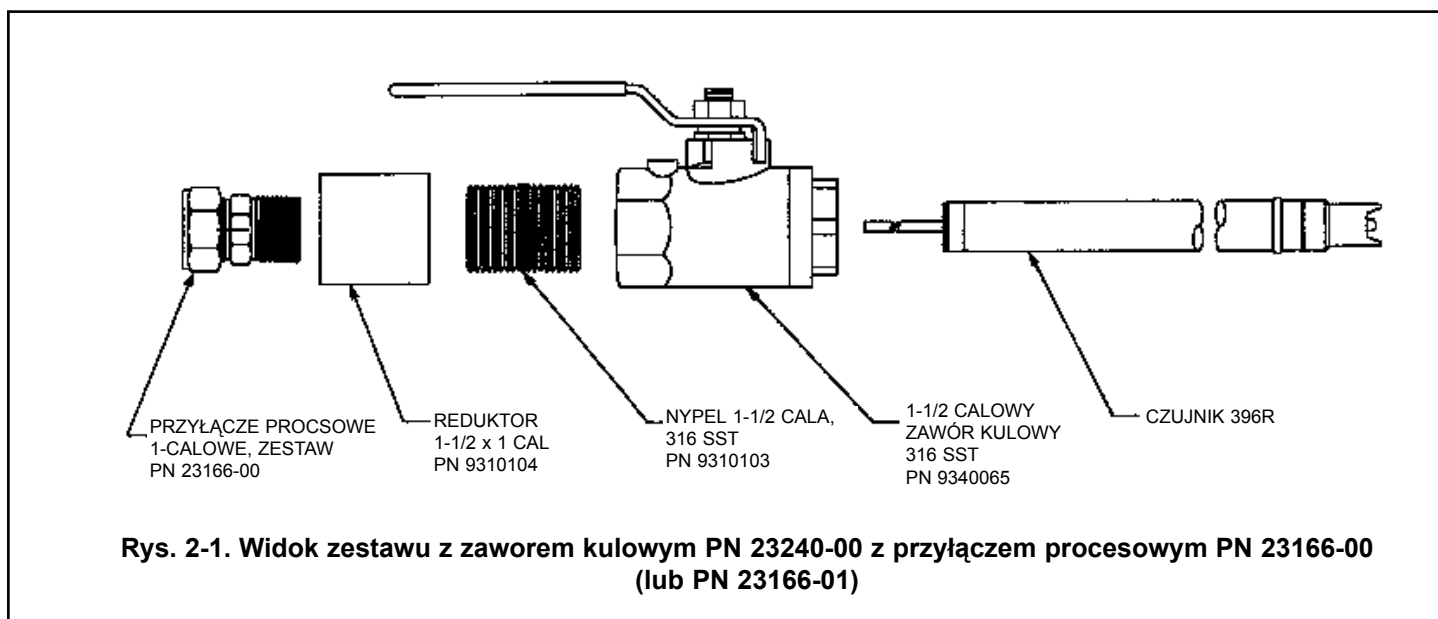 PRZYŁĄCZE PROCSOWE
1-CALOWE, ZESTAW
PN 23166-00
REDUKTOR
1-1/2 x 1 CAL
PN 9310104
NYPEL 1-1/2 CALA,
316 SST
PN 9310103
1-1/2 CALOWY
ZAWÓR KULOWY
316 SST
PN 9340065
CZUJNIK 396R
Rys. 2-1. Widok zestawu z zaworem kulowym PN 23240-00 z przyłączem procesowym PN 23166-00
(lub PN 23166-01)